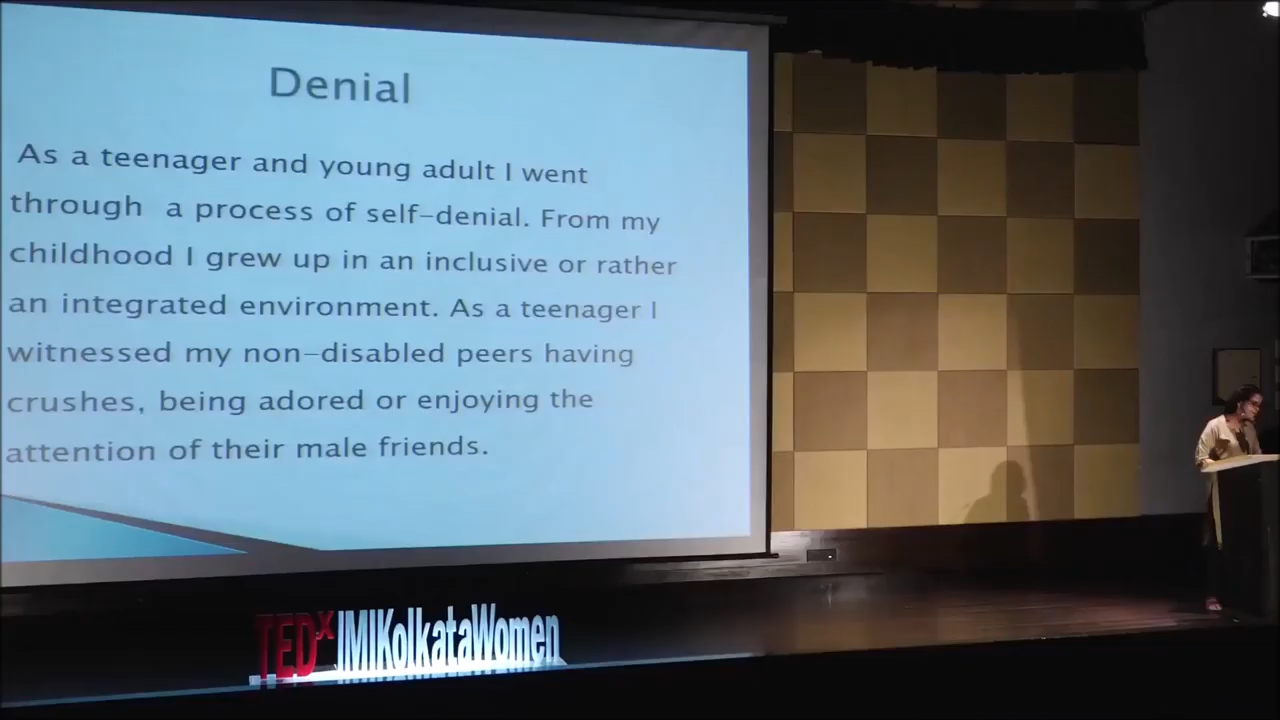 Denial
As a teenager and young adult I went
through a process of self-denial. From my
childhood I grew up in an inclusive or rather
an integrated environment. As a teenager I
witnessed my non-disabled peers having
crushes, being adored or enjoying the
attention of their male friends.
TEDx IMIKolkataWomen